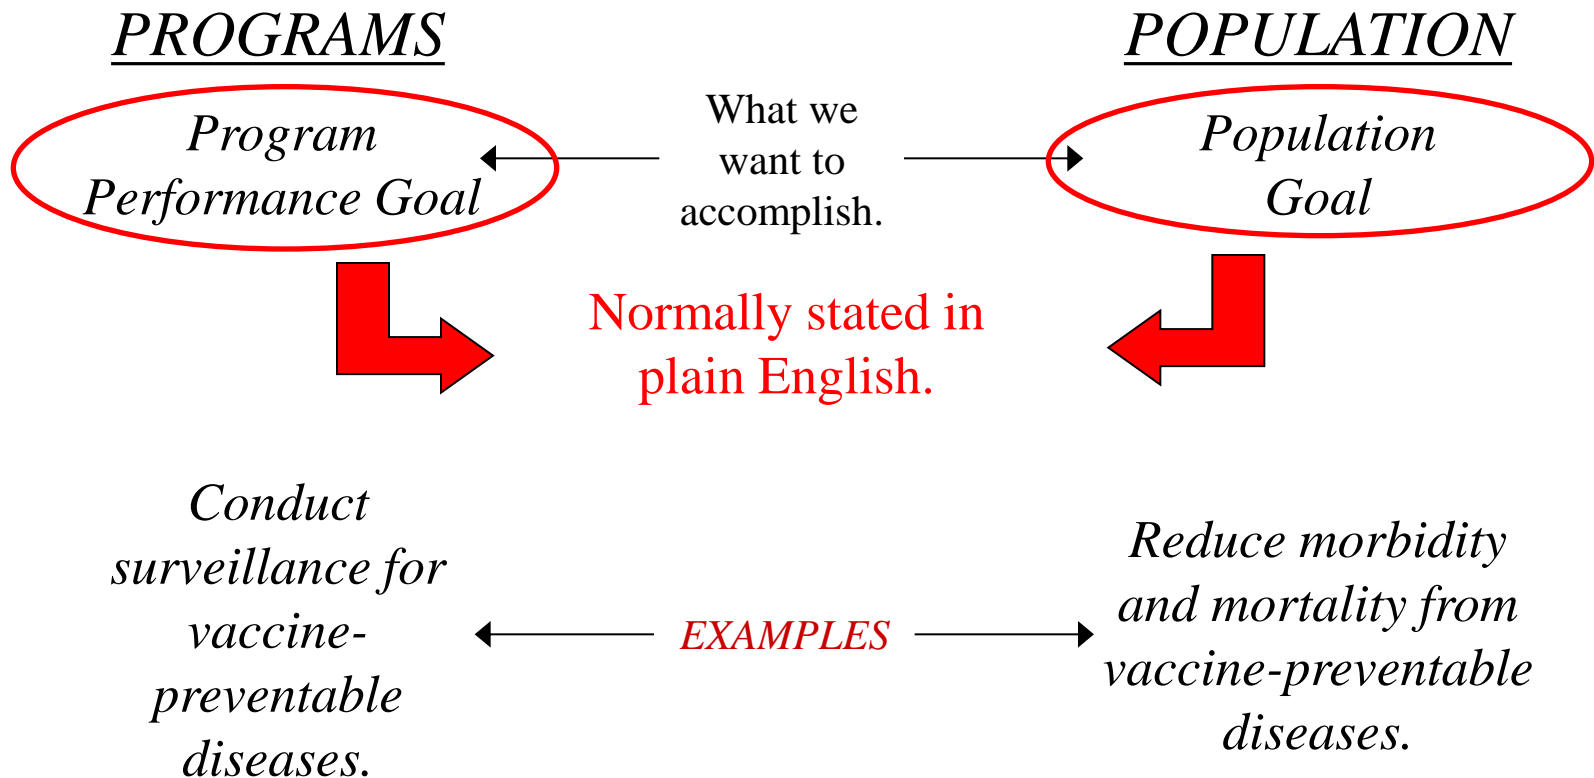 PROGRAMS
POPULATION
Program
Performance Goal
What we
want to
accomplish.
Population
Goal
Normally stated in
plain English.
Conduct
surveillance for
vaccine-
preventable
diseases.
EXAMPLES
Reduce morbidity
and mortality from
vaccine-preventable
diseases.